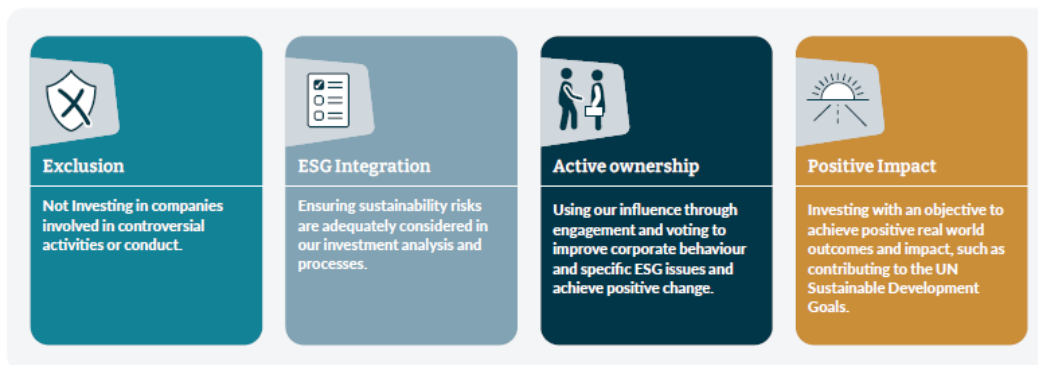 Exclusion
Not Investing in companies
involved in controversial
activities or conduct.
ESG Integration
Ensuring sustainability risks
are adequately considered in
our investment analysis and
processes.
Active ownership
Using our influence through
engagement and voting to
improve corporate behaviour
and specific ESG issues and
achieve positive change.
Positive Impact
Investing with an objective to
achieve positive real world
outcomes and impact, such as
contributing to the UN
Sustainable Development
Goals.